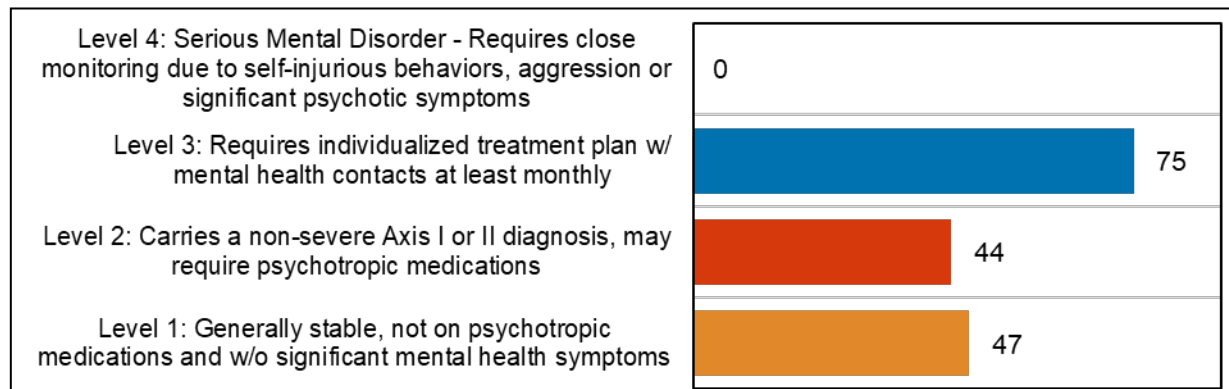 Level 4: Serious Mental Disorder - Requires close
monitoring due to self-injurious behaviors, aggression or
significant psychotic symptoms
0
Level 3: Requires individualized treatment plan w/
mental health contacts at least monthly
75
Level 2: Carries a non-severe Axis I or II diagnosis, may
require psychotropic medications
44
Level 1: Generally stable, not on psychotropic
medications and w/o significant mental health symptoms
47